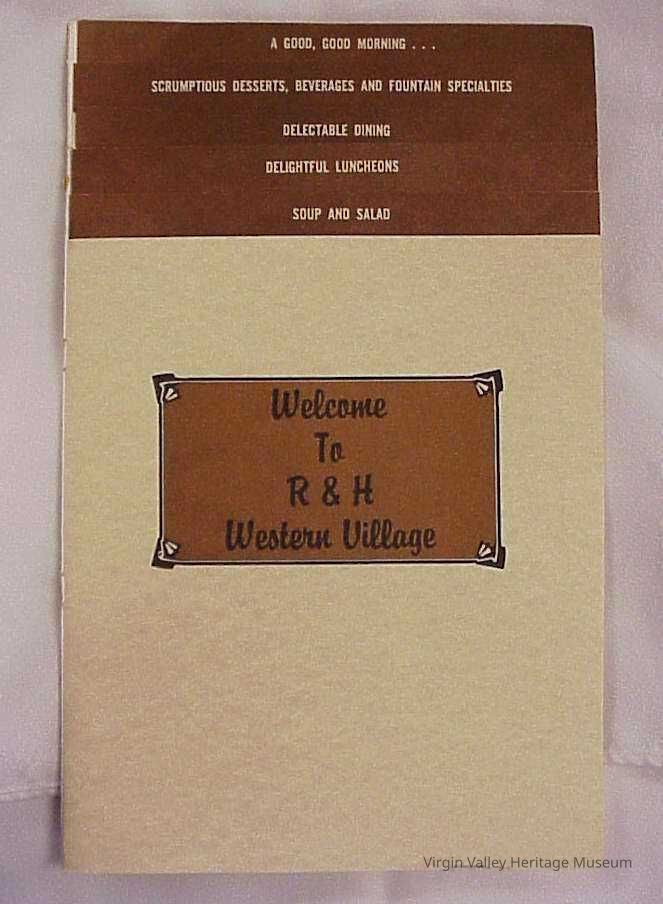 A GOOD, GOOD MORNING . . .
SCRUMPTIOUS DESSERTS, BEVERAGES AND FOUNTAIN SPECIALTIES
DELECTABLE DINING
DELIGHTFUL LUNCHEONS
SOUP AND SALAD
Welcome
To
R & H
Western Village
Virgin Valley Heritage Museum